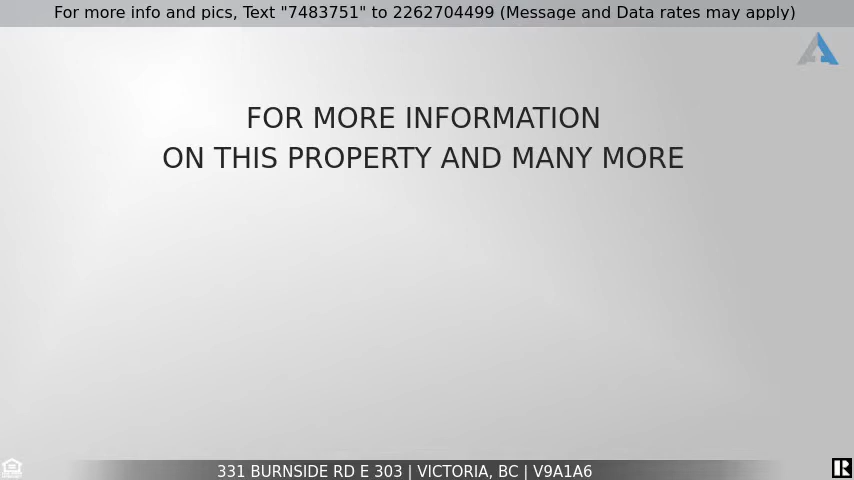 For more info and pics, Text "7483751" to 2262704499 (Message and Data rates may apply)
FOR MORE INFORMATION
ON THIS PROPERTY AND MANY MORE
331 BURNSIDE RD E 303 | VICTORIA, BC | V9A1A6